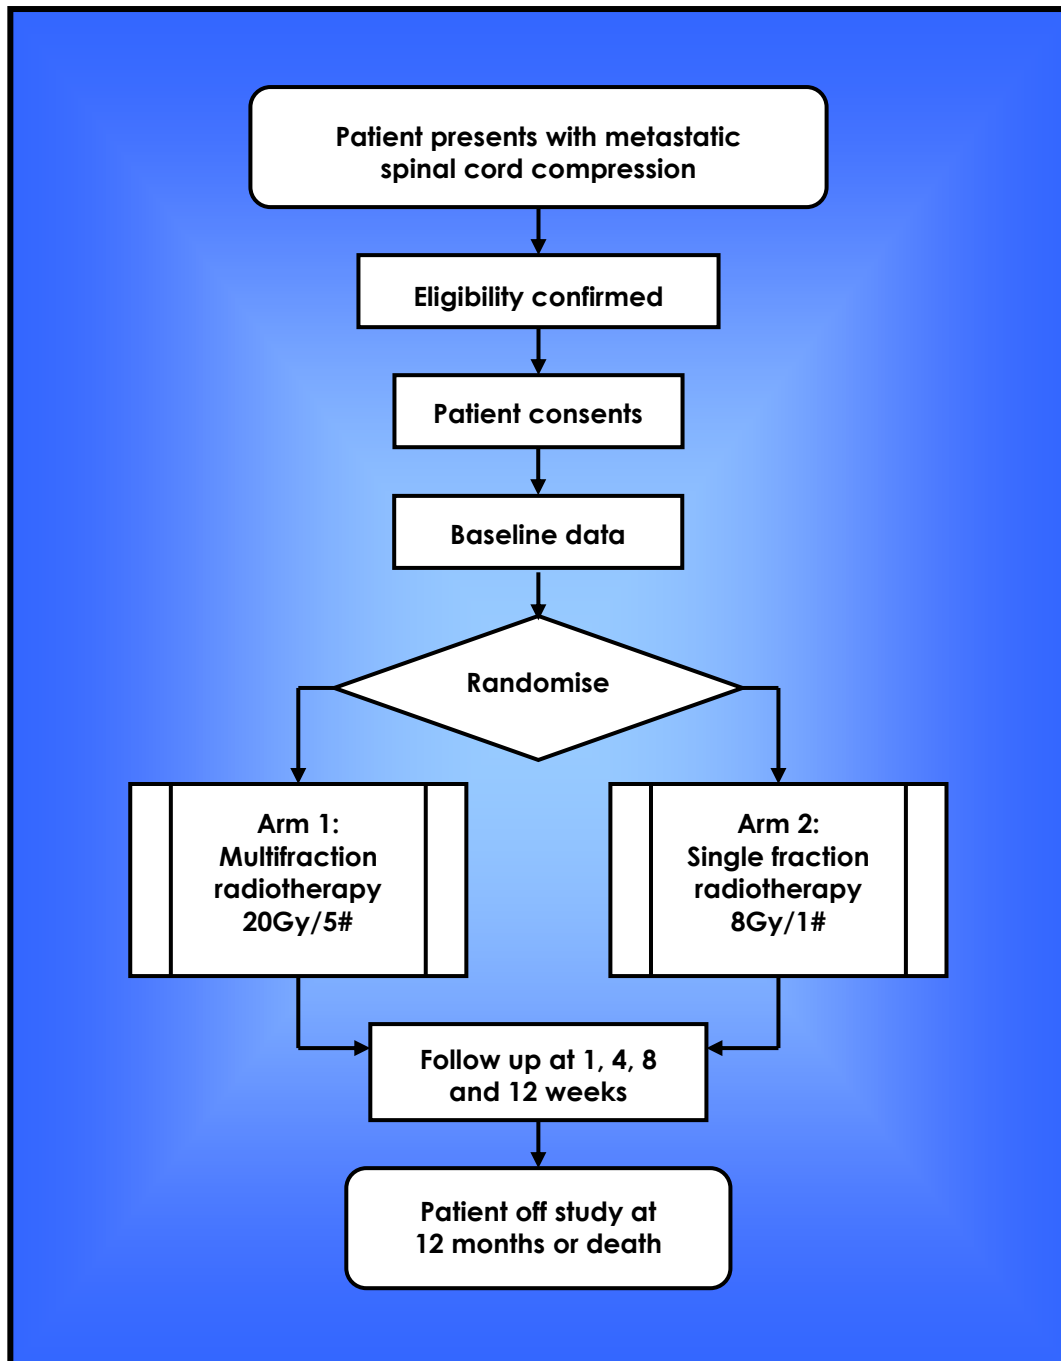 Patient presents with metastatic
spinal cord compression
Eligibility confirmed
Patient consents
Baseline data
Randomise
Arm 1:
Multifraction
radiotherapy
20Gy/5#
Arm 2:
Single fraction
radiotherapy
8Gy/1#
Follow up at 1, 4, 8
and 12 weeks
Patient off study at
12 months or death